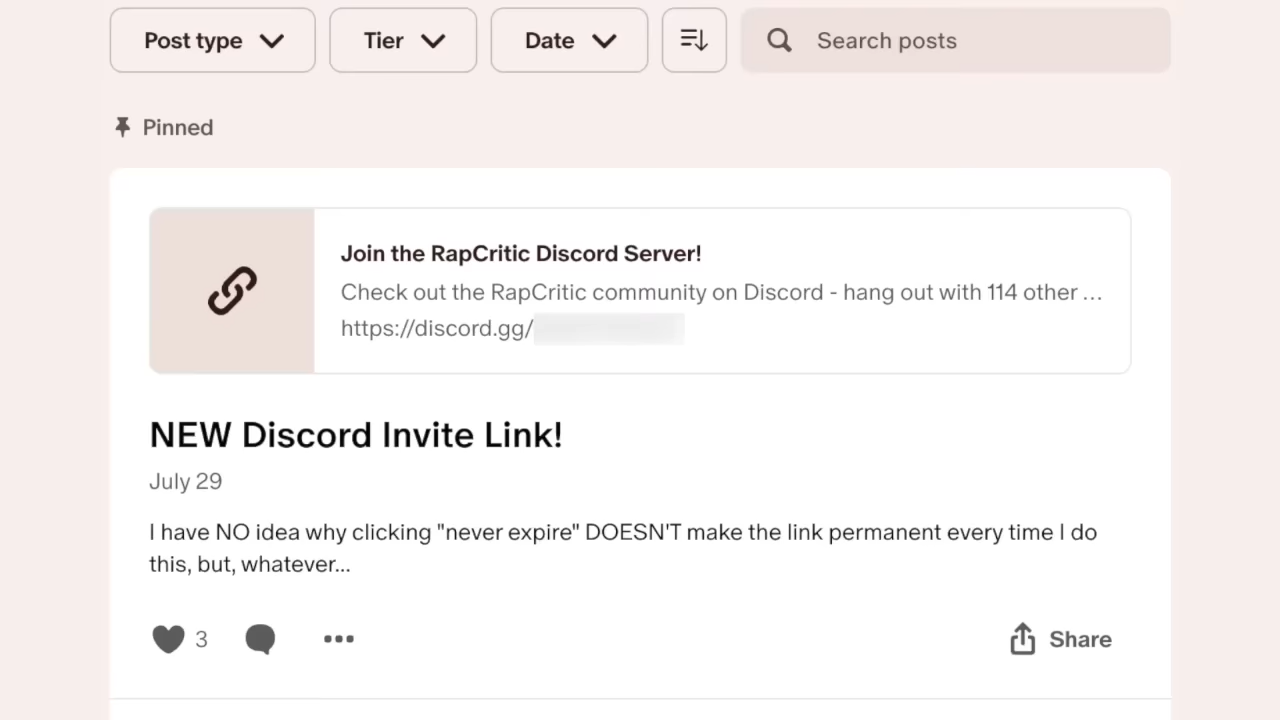 Post type
Tier
Date
Search posts
Pinned
Join the RapCritic Discord Server!
Check out the RapCritic community on Discord - hang out with 114 other ...
https://discord.gg/
NEW Discord Invite Link!
July 29
I have NO idea why clicking "never expire" DOESN'T make the link permanent every time I do
this, but, whatever...
3
Share